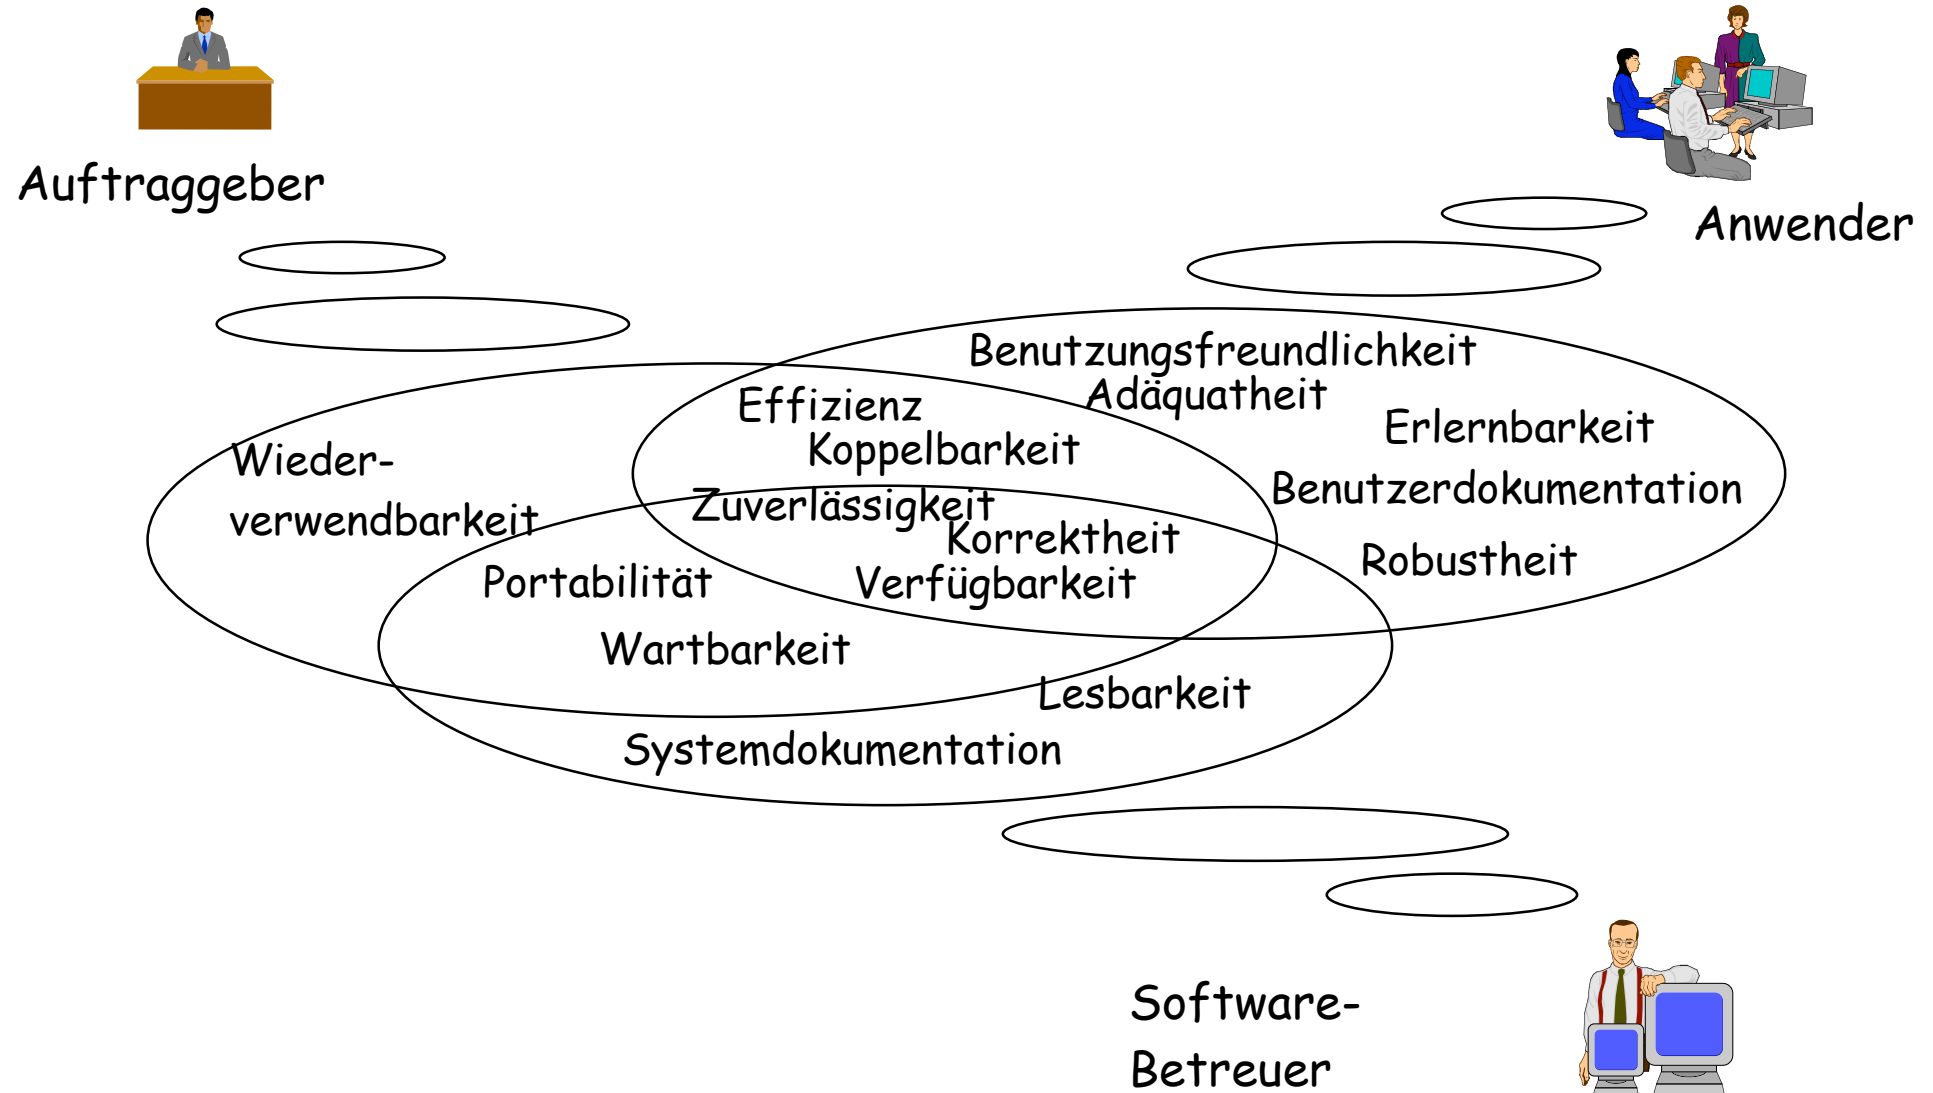 Auftraggeber
Anwender
Benutzungsfreundlichkeit
Adäquatheit
Effizienz
Erlernbarkeit
Koppelbarkeit
Wieder-
verwendbarkeit
Benutzerdokumentation
Zuverlässigkeit
Korrektheit
Robustheit
Portabilität
Verfügbarkeit
Wartbarkeit
Lesbarkeit
Systemdokumentation
Software-
Betreuer